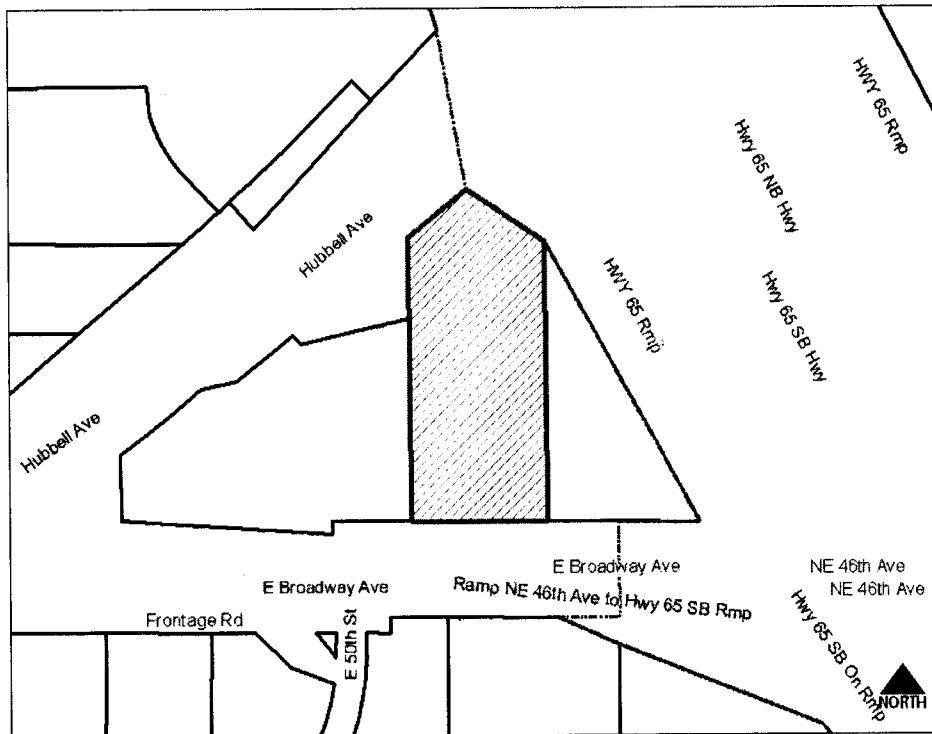 HWY 65 Rmp
Hwy 65 NB Hwy
Hubbell Ave
HWY 65 Rmp
Hwy 65 SB Hwy
Hubbell Ave
E Broadway Ave
NE 46th Ave
E Broadway Ave
Ramp NE 46th Ave to Hwy 65 SB Rmp
NE 46th Ave
Frontage Rd
E 50th St
Hwy 65 SB On Rmp
NORTH